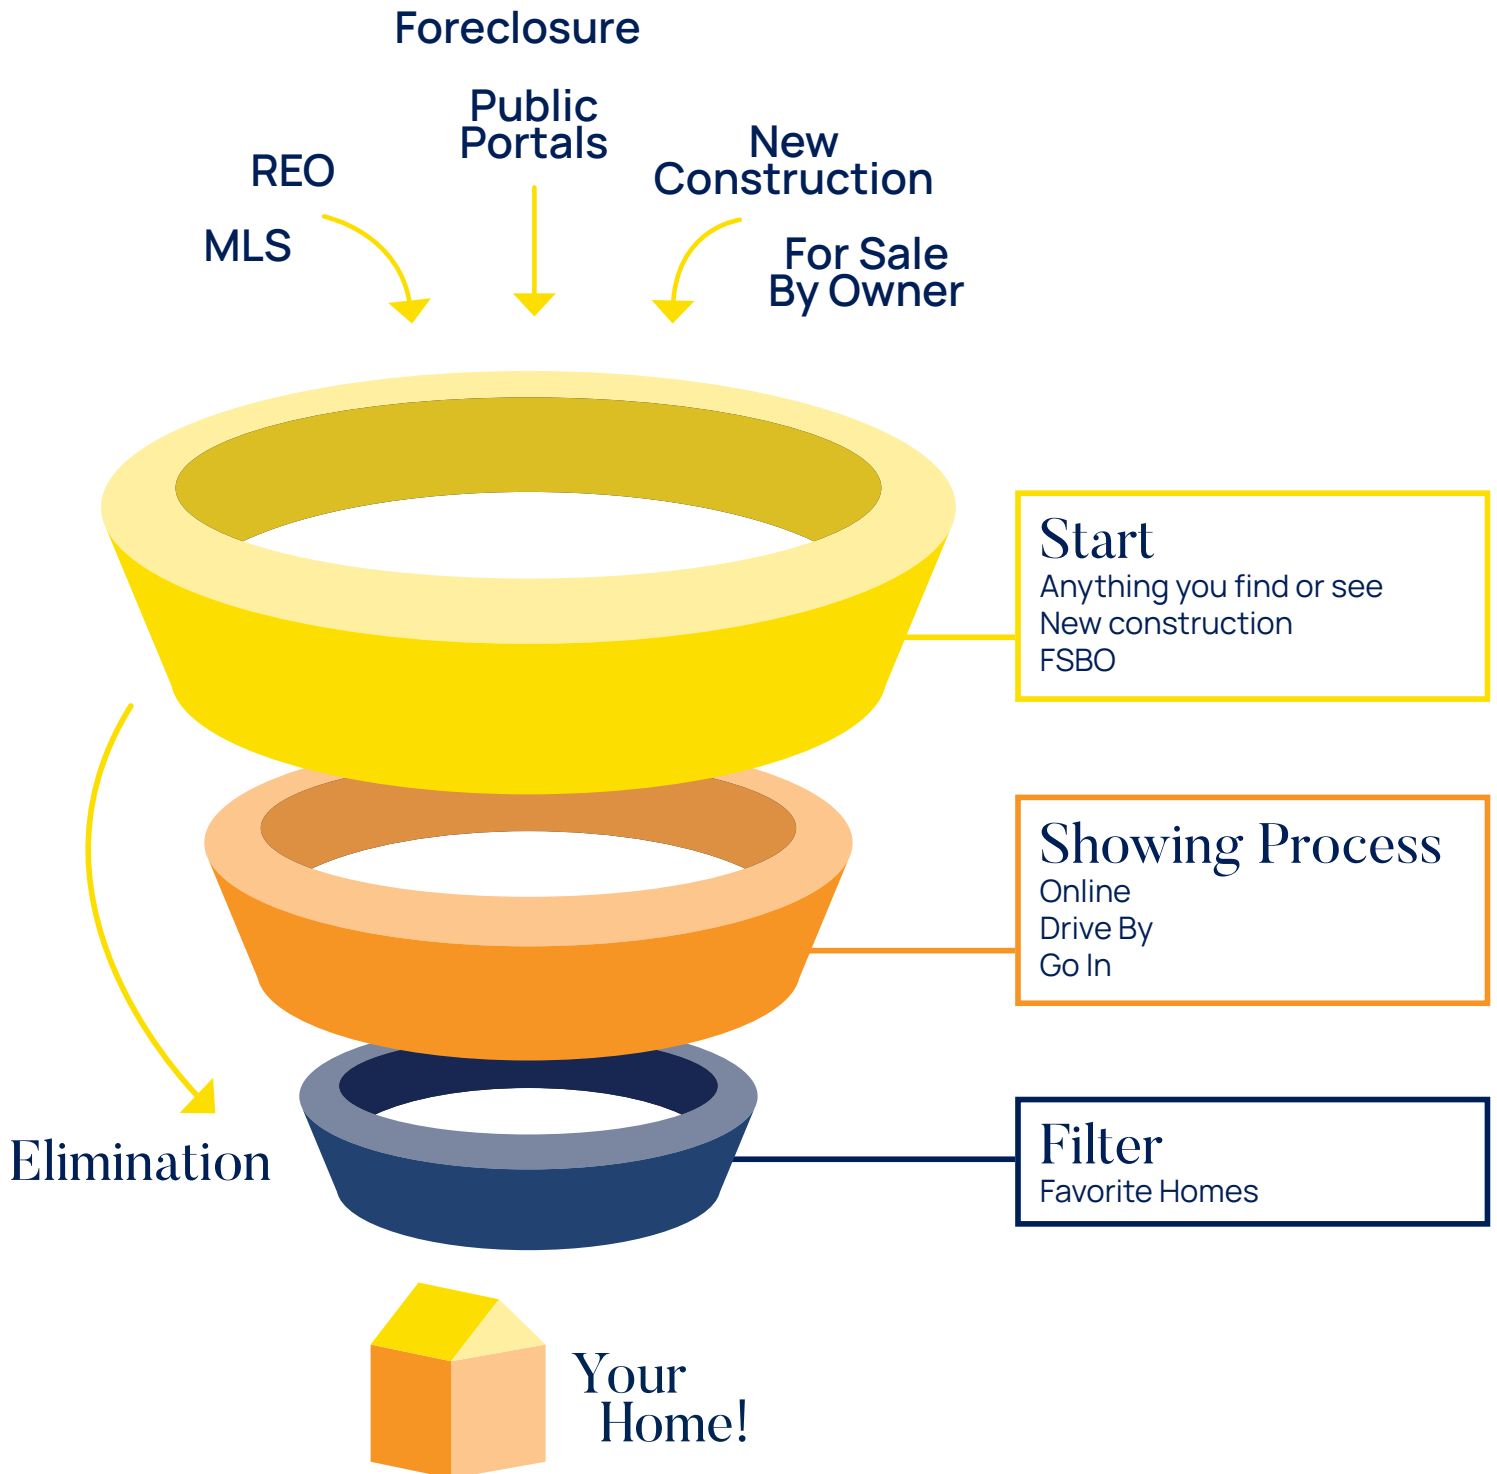 Foreclosure
Public
Portals
REO
MLS
New
Construction
For Sale
By Owner
Start
Anything you find or see
New construction
FSBO
Showing Process
Online
Drive By
Go In
Elimination
Filter
Favorite Homes
Your
Home!